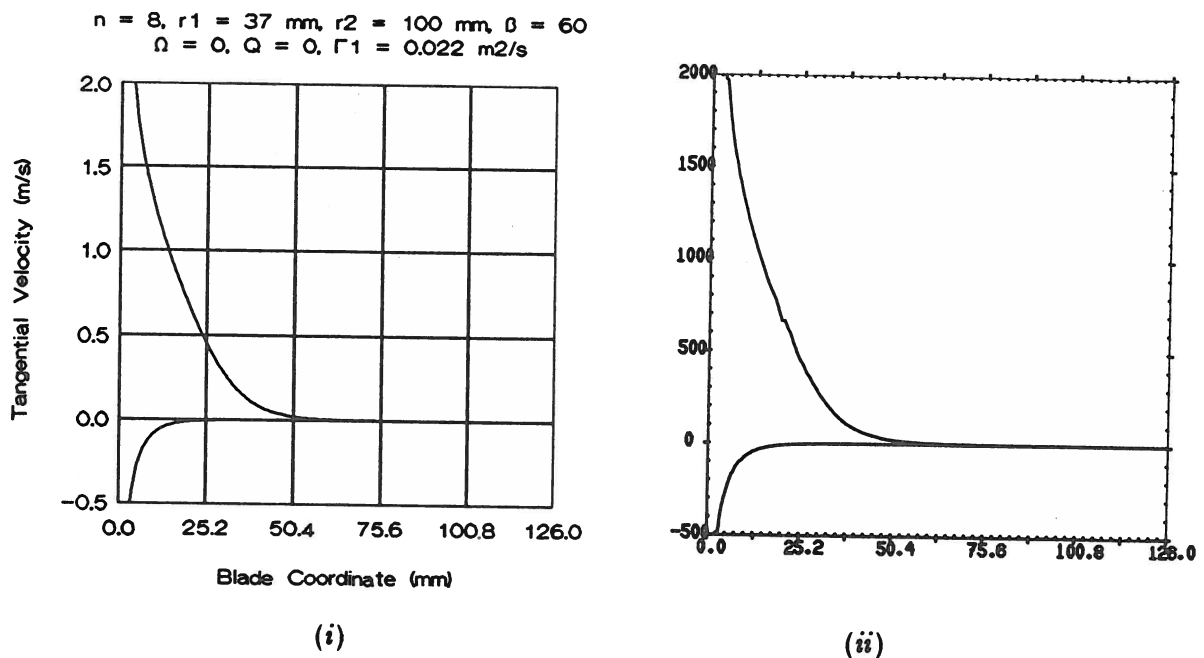 n = 8, r1 = 37 mm, r2 = 100 mm, β = 60
Ω = 0, Q = 0, Γ1 = 0.022 m2/s
2.0
1.5
1.0
0.5
0.0
-0.5
Tangential Velocity (m/s)
0.0 25.2 50.4 75.6 100.8 126.0
Blade Coordinate (mm)
(i)
2000
1500
1000
500
0
-500
0.0 25.2 50.4 75.6 100.8 126.0
(ii)